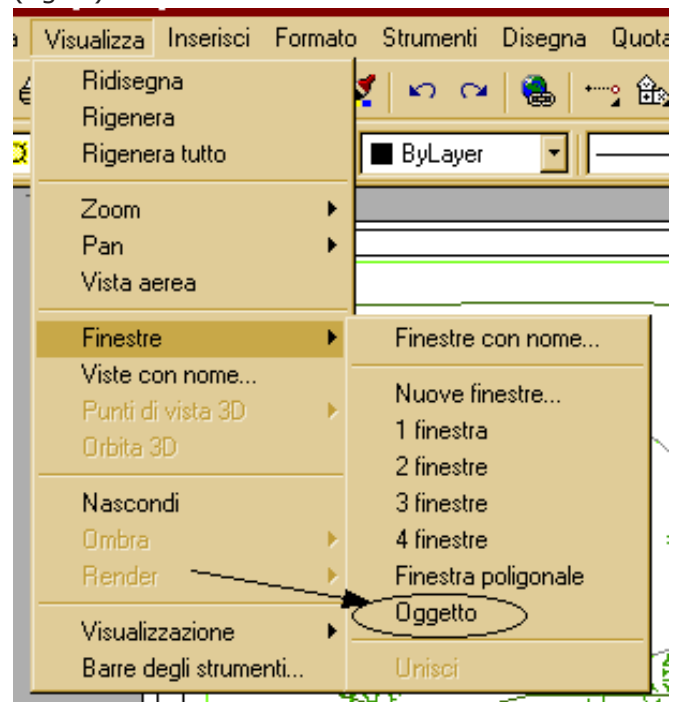 Visualizza Inserisci Formato Strumenti Disegna Quota
ByLayer
Ridisegna
Rigenera
Rigenera tutto
Zoom
Pan
Vista aerea
Finestre
Viste con nome...
Punti di vista 3D
Orbita 3D
Nascondi
Ombra
Render
Visualizzazione
Barre degli strumenti...
Finestre con nome...
Nuove finestre...
1 finestra
2 finestre
3 finestre
4 finestre
Finestra poligonale
Oggetto
Unisci